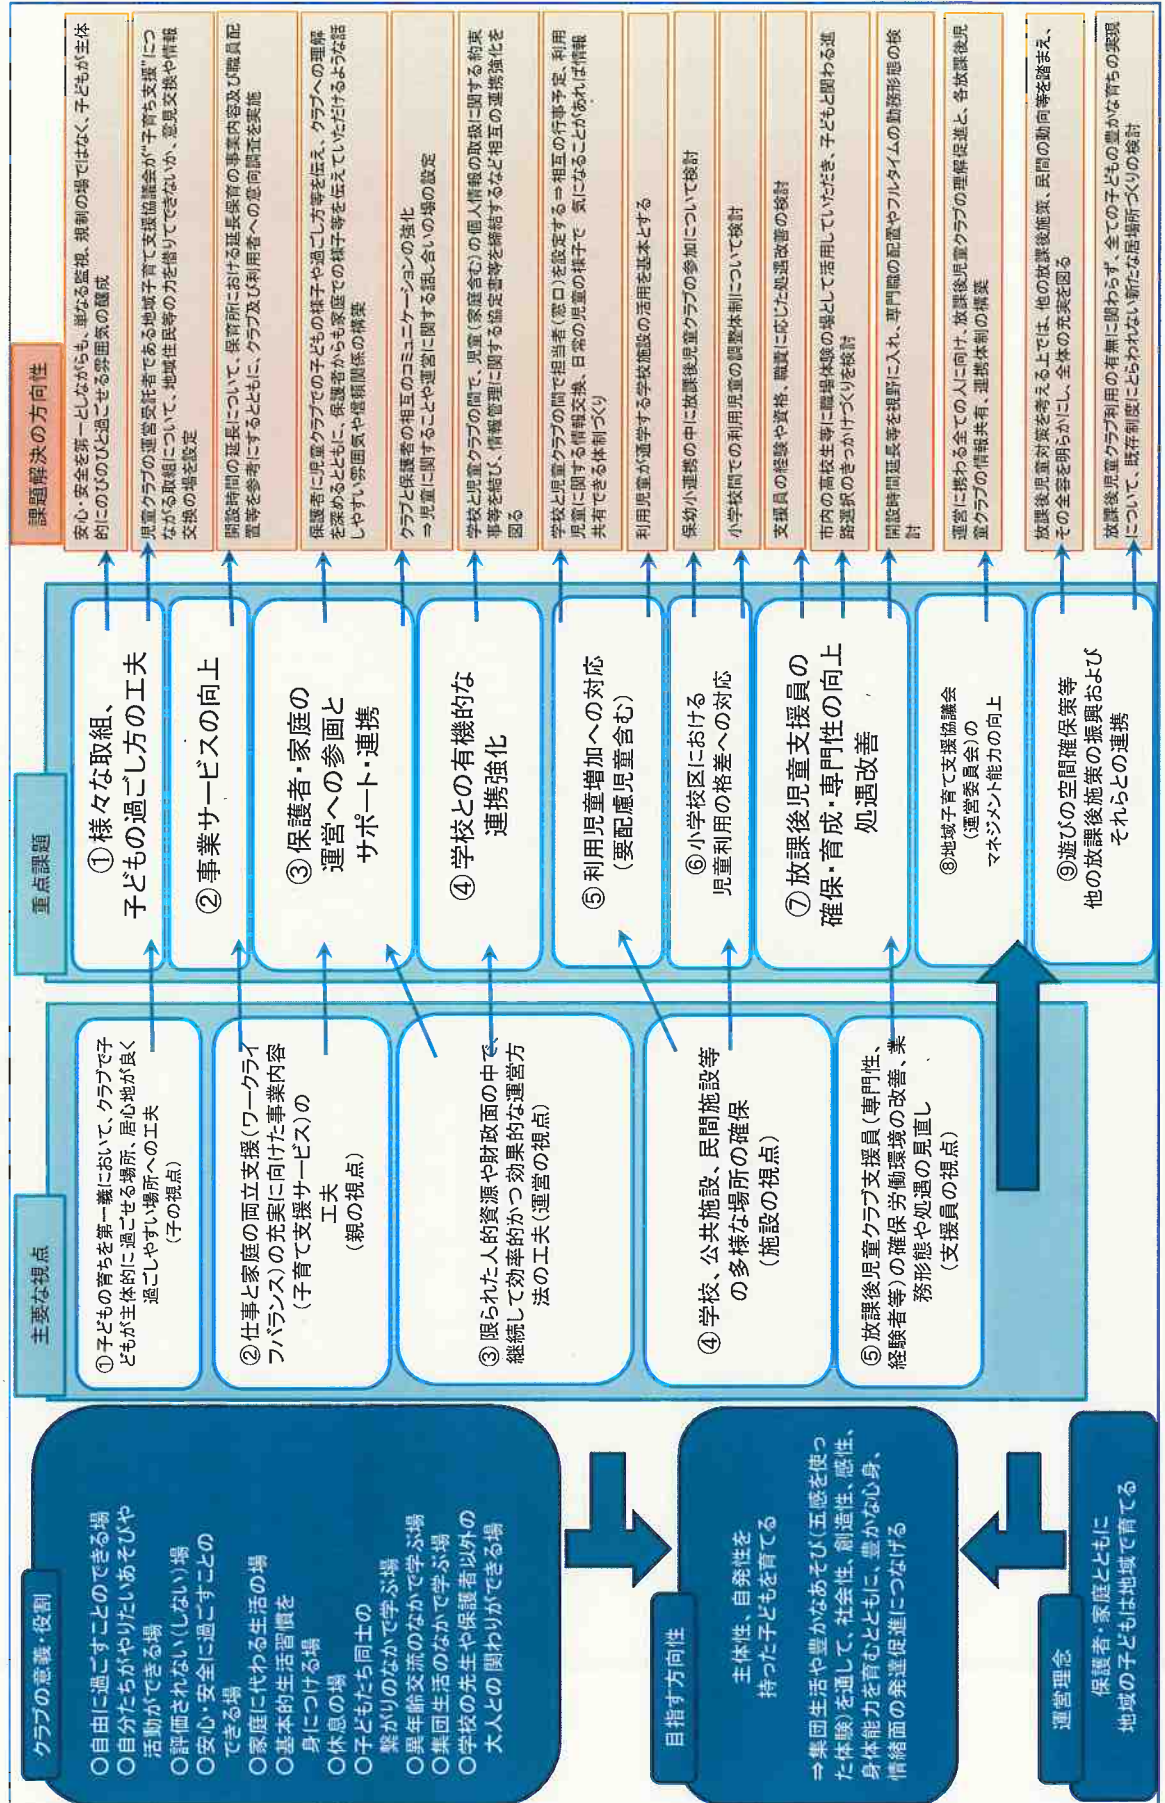 クラブの意義・役割
○自由に過ごすことのできる場
○自分たちがやりたいあそびや
活動ができる場
○評価されない(しない)場
○安心・安全に過ごすことの
できる場
○家庭に代わる生活の場
○基本的生活習慣を
身につける場
○休息の場
○子どもたち同士の
繋がりのなかで学ぶ場
○異年齢交流のなかで学ぶ場
○集団生活のなかで学ぶ場
○学校の先生や保護者以外の
大人との関わりができる場
目指す方向性
主体性、自発性を
持った子どもを育てる
⇒集団生活や豊かなあそび(五感を使っ
た体験)を通して、社会性、創造性、感性、
身体能力を育むとともに、豊かな心身、
情緒面の発達促進につなげる
運営理念
保護者・家庭とともに
地域の子どもは地域で育てる
主要な視点
①子どもの育ちを第一義において、クラブで子
どもが主体的に過ごせる場所、居心地が良く
過ごしやすい場所への工夫
(子の視点)
②仕事と家庭の両立支援(ワークライ
フバランス)の充実に向けた事業内容
(子育て支援サービス)の
工夫
(親の視点)
③限られた人的資源や財政面の中で、
継続して効率的かつ効果的な運営方
法の工夫(運営の視点)
④学校、公共施設、民間施設等
の多様な場所の確保
(施設の視点)
⑤放課後児童クラブ支援員(専門性、
経験者等)の確保労働環境の改善、業
務形態や処遇の見直し
(支援員の視点)
重点課題
①様々な取組、
子どもの過ごし方の工夫
②事業サービスの向上
③保護者・家庭の
運営への参画と
サポート・連携
④学校との有機的な
連携強化
⑤利用児童増加への対応
(要配慮児童含む)
⑥小学校区における
児童利用の格差への対応
⑦放課後児童支援員の
確保・育成・専門性の向上
処遇改善
⑧地域子育て支援協議会
(運営委員会)の
マネジメント能力の向上
⑨遊びの空間確保策等
他の放課後施策の振興および
それらとの連携
課題解決の方向性
安心・安全を第一としながらも、単なる監視、規制の場ではなく、子どもが主体
的にのびのびと過ごせる雰囲気の醸成
児童クラブの運営受託者である地域子育て支援協議会が“子育ち支援”につ
ながる取組について、地域住民等の力を借りてできないか、意見交換や情報
交換の場を設定
開設時間の延長について、保育所における延長保育の事業内容及び職員配
置等を参考にするとともに、クラブ及び利用者への意向調査を実施
保護者に児童クラブでの子どもの様子や過ごし方等を伝え、クラブへの理解
を深めるとともに、保護者からも家庭での様子等を伝えていただけるような話
しやすい雰囲気や信頼関係の構築
クラブと保護者の相互のコミュニケーションの強化
⇒児童に関することや運営に関する話し合いの場の設定
学校と児童クラブの間で、児童(家庭含む)の個人情報の取扱に関する約束
事等を結び、情報管理に関する協定書等を締結するなど相互の連携強化を
図る
学校と児童クラブの間で担当者(窓口)を設定する⇒相互の行事予定、利用
児童に関する情報交換、日常の児童の様子で 気になることがあれば情報
共有できる体制づくり
利用児童が通学する学校施設の活用を基本とする
保幼小連携の中に放課後児童クラブの参加について検討
小学校間での利用児童の調整体制について検討
支援員の経験や資格、職責に応じた処遇改善の検討
市内の高校生等に職場体験の場として活用していただき、子どもと関わる進
路選択のきっかけづくりを検討
開設時間延長等を視野に入れ、専門職の配置やフルタイムの勤務形態の検
討
運営に携わる全ての人に向け、放課後児童クラブの理解促進と、各放課後児
童クラブの情報共有、連携体制の構築
放課後児童対策を考える上では、他の放課後施策、民間の動向等を踏まえ、
その全容を明らかにし、全体の充実を図る
放課後児童クラブ利用の有無に関わらず、全ての子どもの豊かな育ちの実現
について、既存制度にとらわれない新たな居場所づくりの検討